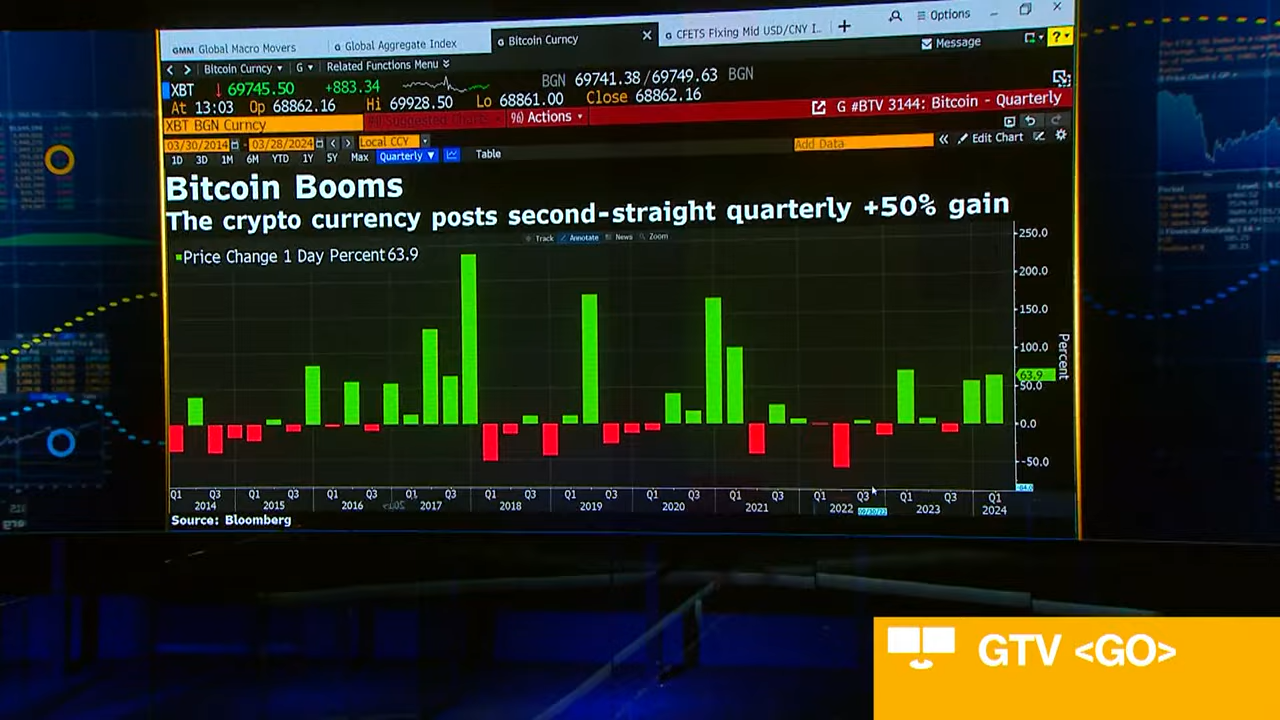 GMM Global Macro Movers
G Global Aggregate Index
G Bitcoin Curncy
G CFETS Fixing Mid USD/CNY I..
Options
Bitcoin Curncy
G
Related Functions Menu
Message
XBT 69745.50 +883.34 BGN 69741.38/69749.63 BGN
At 13:03 Op 68862.16 Hi 69928.50 Lo 68861.00 Close 68862.16
G #BTV 3144: Bitcoin - Quarterly
XBT BGN Curncy
96) Actions
03/30/2014 - 03/28/2024 Local CCY
Add Data
Edit Chart
1D 3D 1M 6M YTD 1Y 5Y Max Quarterly Table
Bitcoin Booms
The crypto currency posts second-straight quarterly +50% gain
Track Annotate News Zoom
Price Change 1 Day Percent 63.9
250.0
200.0
150.0
100.0
63.9
50.0
0.0
-50.0
Percent
Q1 Q3 Q1 Q3 Q1 Q3 Q1 Q3 Q1 Q3 Q1 Q3 Q1 Q3 Q1 Q3 Q1 Q3 Q1 Q3 Q1
2014 2015 2016 2017 2018 2019 2020 2021 2022 2023 2024
09/30/22
Source: Bloomberg
GTV <GO>